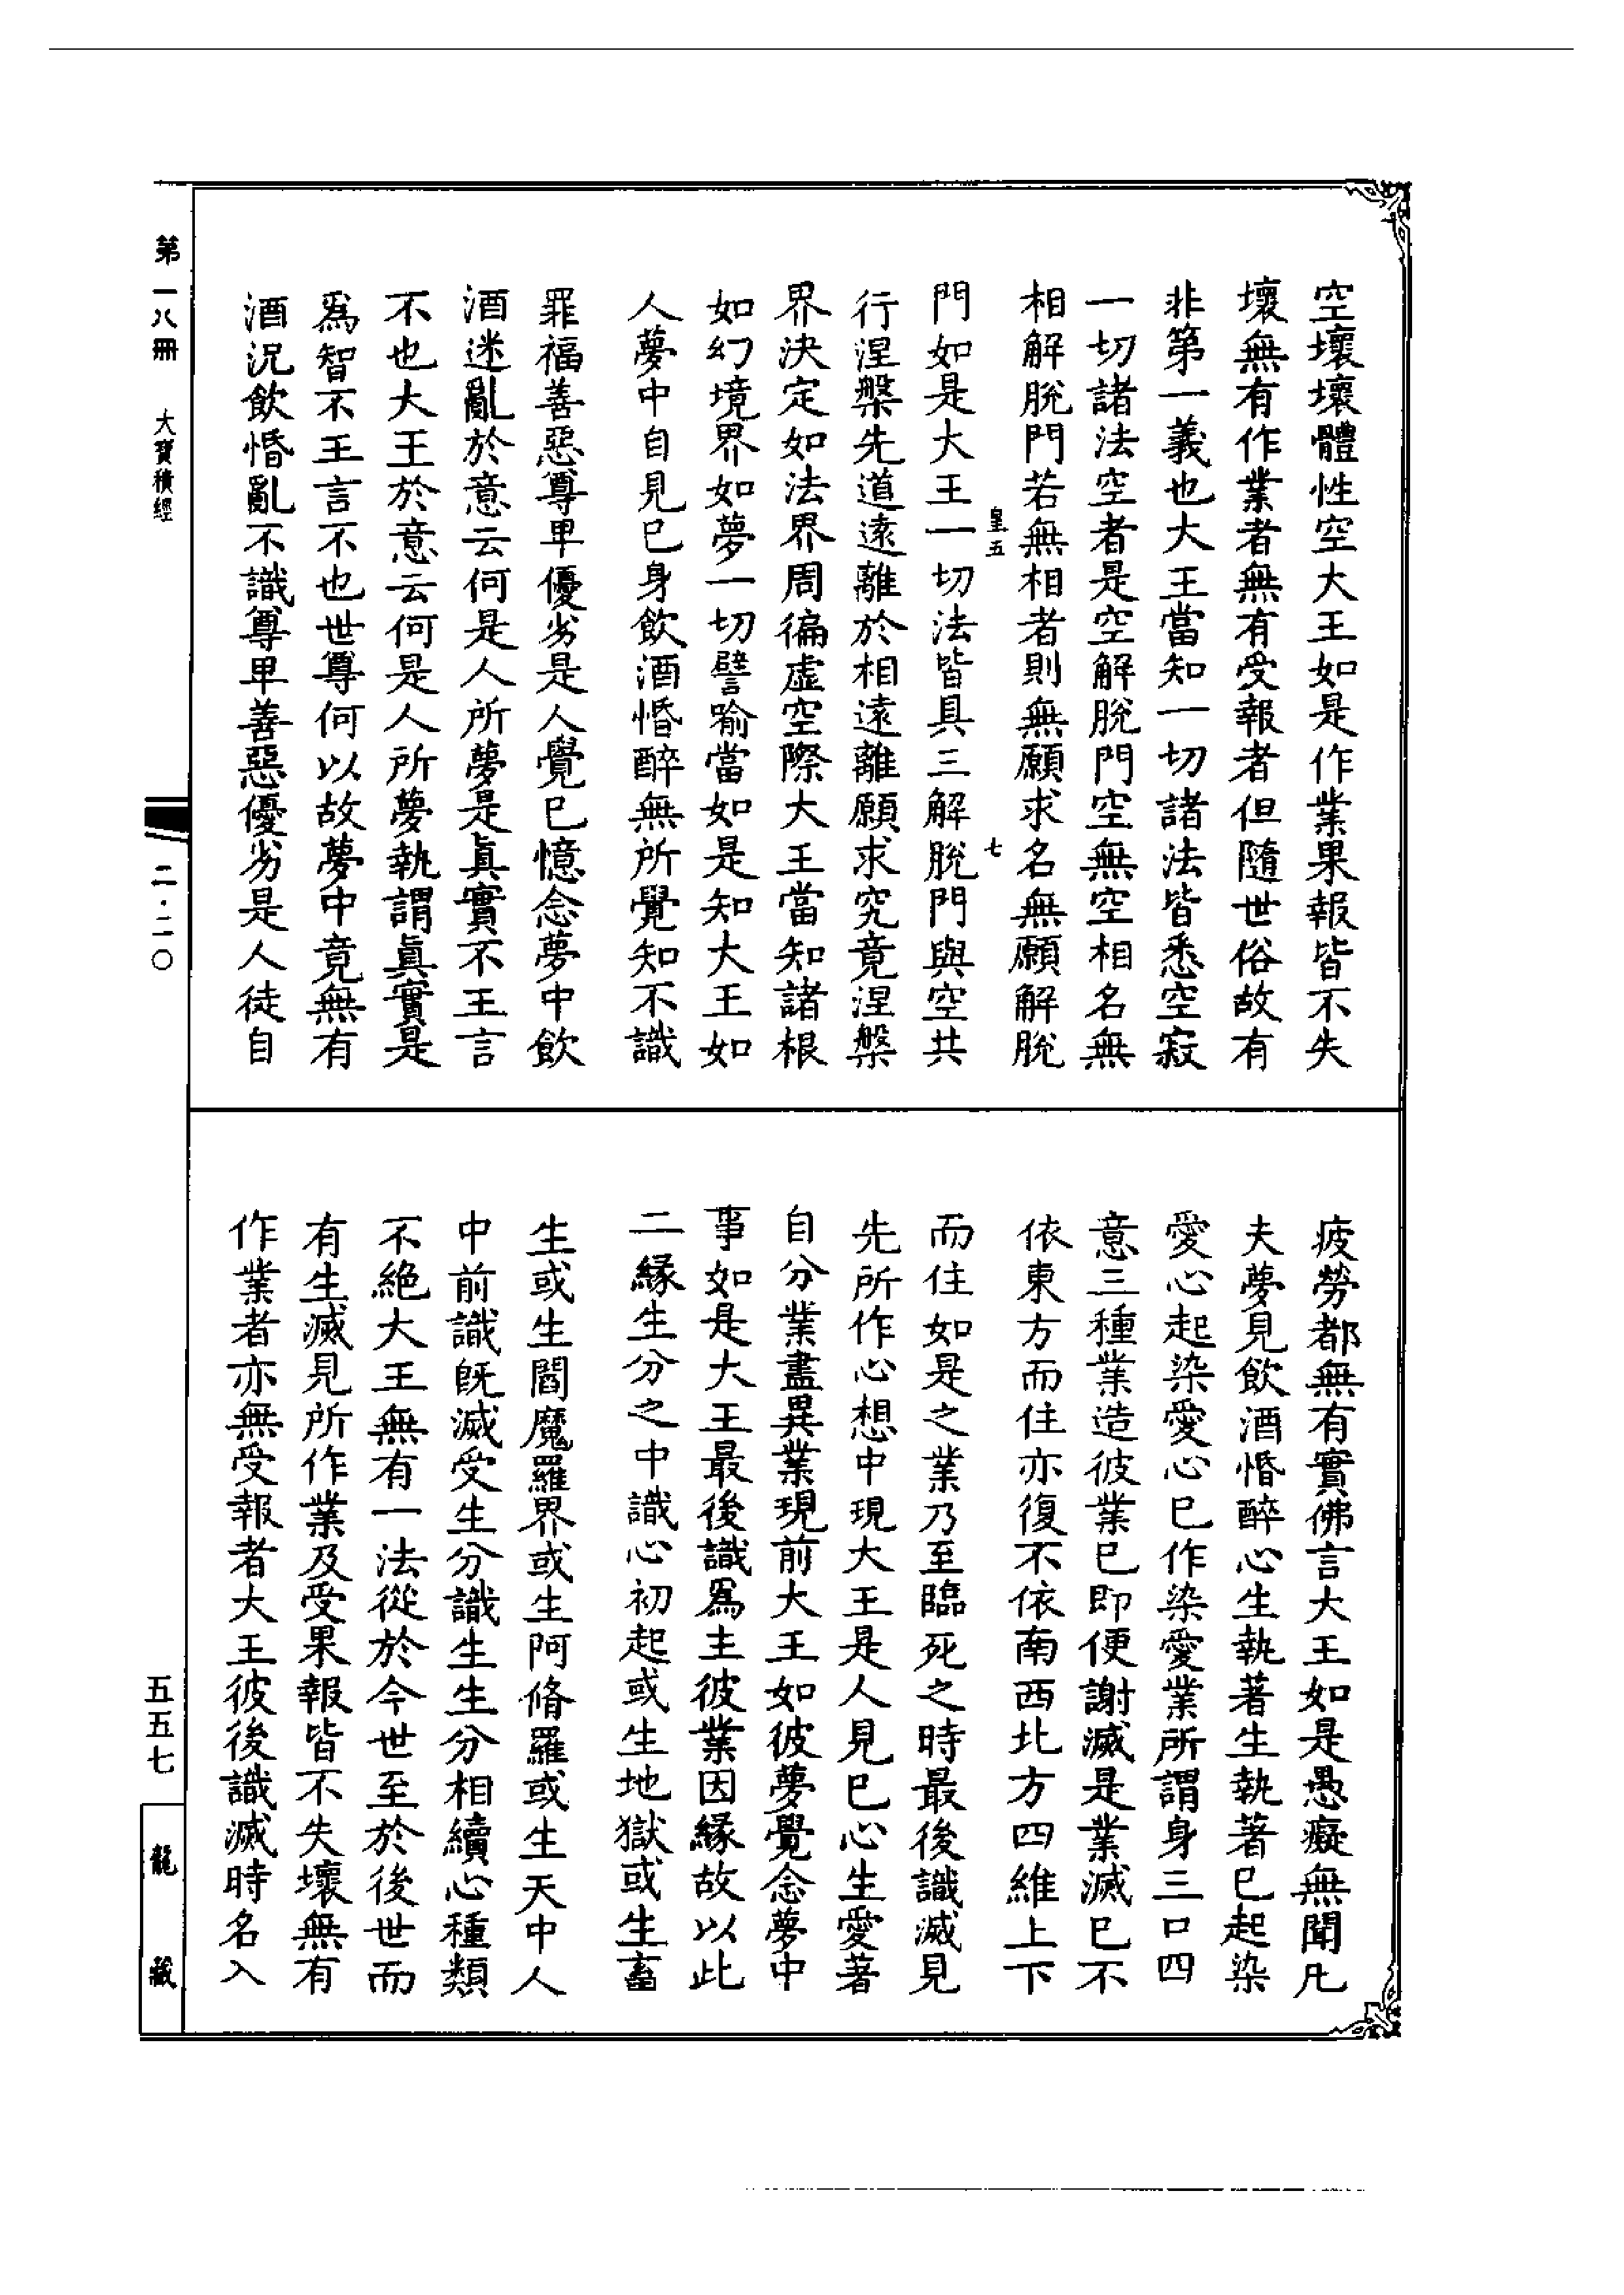 空壞壞體性空大王如是作業果報皆不失
壞無有作業者無有受報者但隨世俗故有
非第一義也大王當知一切諸法皆悉空寂
一切諸法空者是空解脫門空無空相名無
相解脫門若無相者則無願求名無願解脫
皇五
七
門如是大王一切法皆具三解脫門與空共
行涅槃先道遠離於相遠離願求究竟涅槃
界決定如法界周徧虛空際大王當知諸根
如幻境界如夢一切譬喻當如是知大王如
人夢中自見已身飲酒惛醉無所覺知不識
罪福善惡尊卑優劣是人覺已憶念夢中飲
酒迷亂於意云何是人所夢是眞實不王言
不也大王於意云何是人所夢執謂眞實是
爲智不王言不也世尊何以故夢中竟無有
酒況飲惛亂不識尊卑善惡優劣是人徒自
疲勞都無有實佛言大王如是愚癡無聞凡
夫夢見飲酒惛醉心生執著生執著已起染
愛心起染愛心已作染愛業所謂身三口四
意三種業造彼業已即便謝滅是業滅已不
依東方而住亦復不依南西北方四維上下
而住如是之業乃至臨死之時最後識滅見
先所作心想中現大王是人見已心生愛著
自分業盡異業現前大王如彼夢覺念夢中
事如是大王最後識爲主彼業因緣故以此
二緣生分之中識心初起或生地獄或生畜
生或生閻魔羅界或生阿脩羅或生天中人
中前識旣滅受生分識生生分相續心種類
不絕大王無有一法從於今世至於後世而
有生滅見所作業及受果報皆不失壞無有
作業者亦無受報者大王彼後識滅時名入
第一八冊 大寶積經
二·二〇
五五七
龍藏